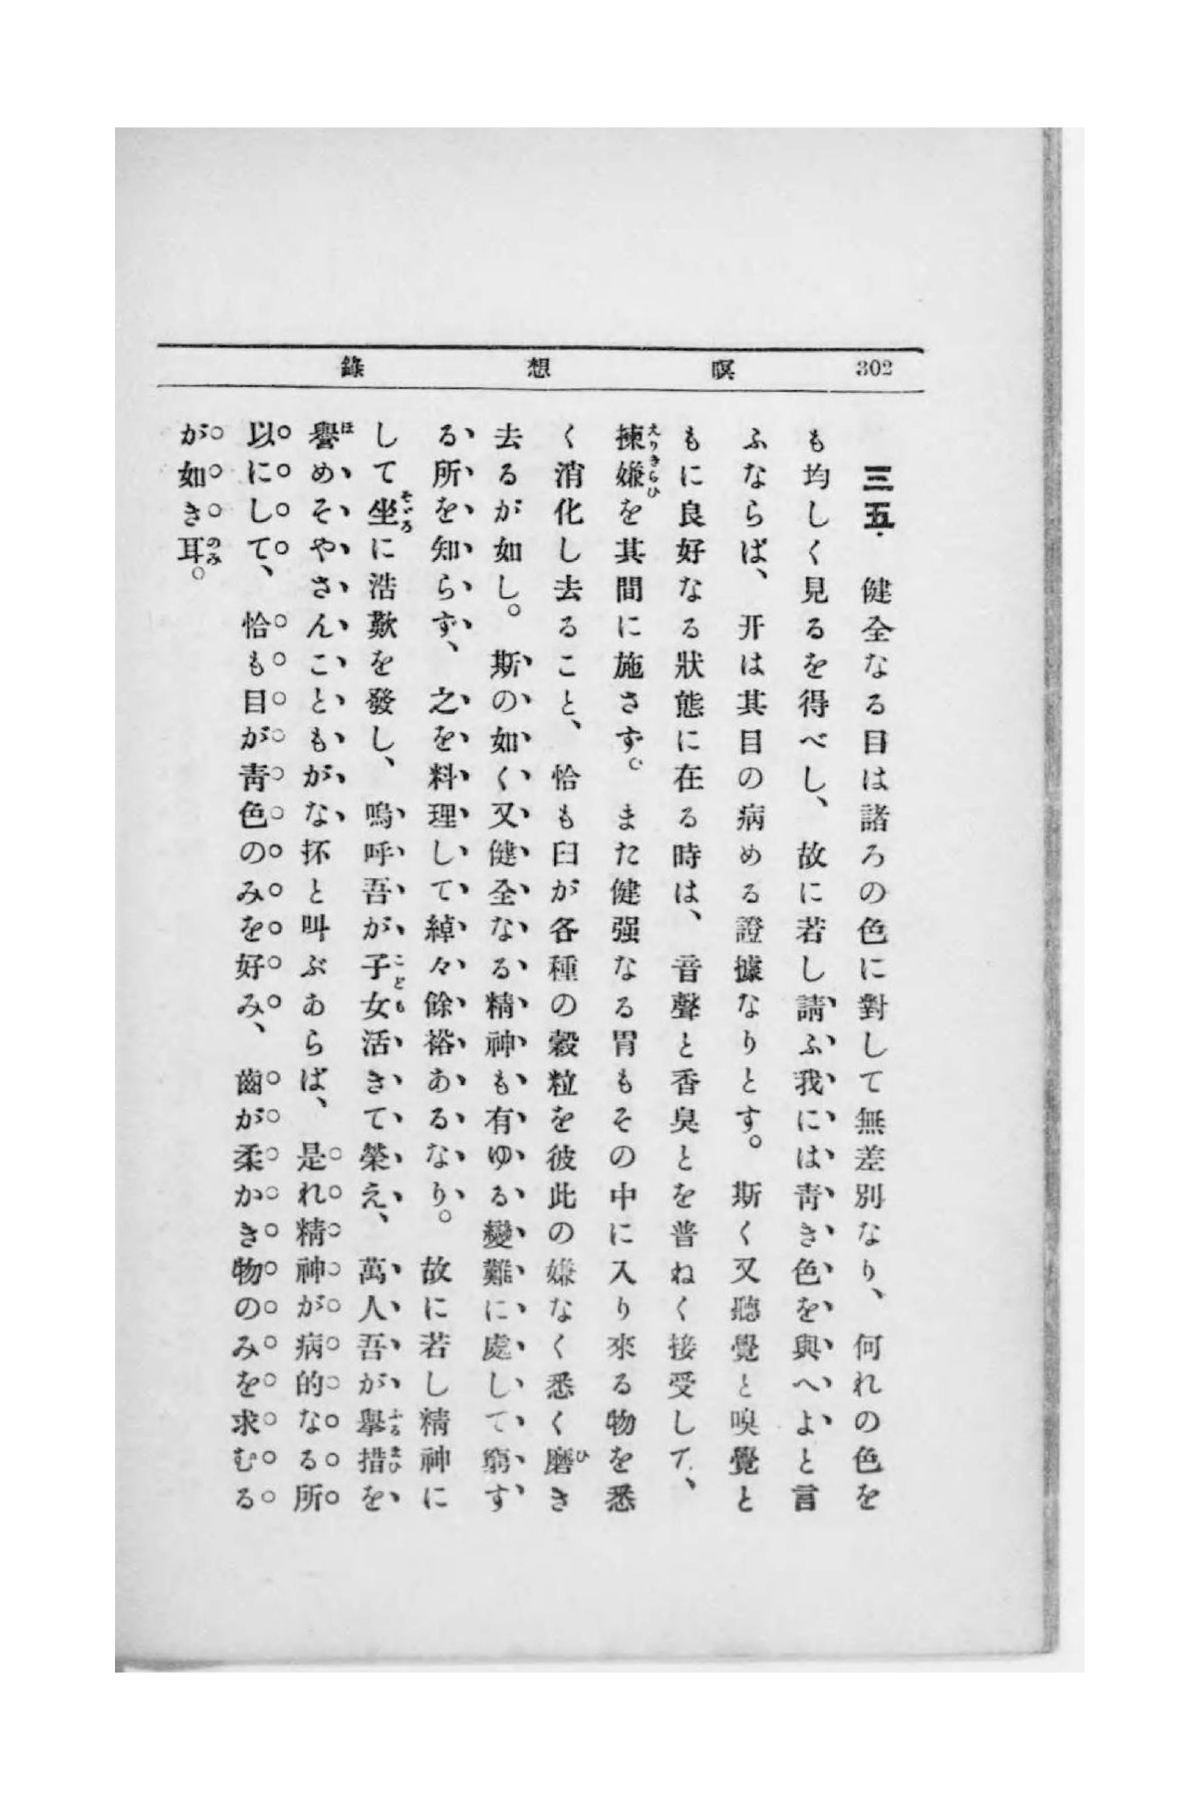 302 瞑想錄
三五. 健全なる目は諸ろの色に對して無差別なり、何れの色を
も均しく見るを得べし、故に若し請ふ我には靑き色を與へよと言
ふならば、开は其目の病める證據なりとす。斯く又聽覺と嗅覺と
もに良好なる狀態に在る時は、音聲と香臭とを普ねく接受して、
揀嫌を其間に施さず。また健强なる胃もその中に入り來る物を悉
く消化し去ること、恰も臼が各種の穀粒を彼此の嫌なく悉く磨き
去るが如し。斯の如く又健全なる精神も有ゆる變難に處して窮す
る所を知らず、之を料理して綽々餘裕あるなり。故に若し精神に
して坐に浩歎を發し、嗚呼吾が子女活きて榮え、萬人吾が擧措を
譽めそやさんこともがな抔と叫ぶあらば、是れ精神が病的なる所
以にして、恰も目が靑色のみを好み、齒が柔かき物のみを求むる
が如き耳。